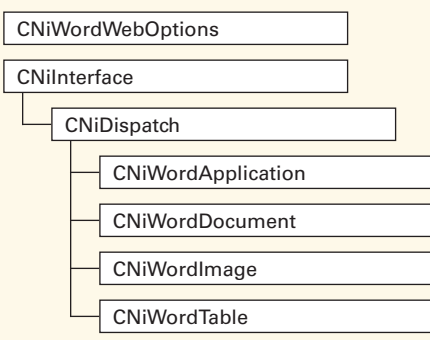 CNiWordWebOptions
CNiInterface
CNiDispatch
CNiWordApplication
CNiWordDocument
CNiWordImage
CNiWordTable